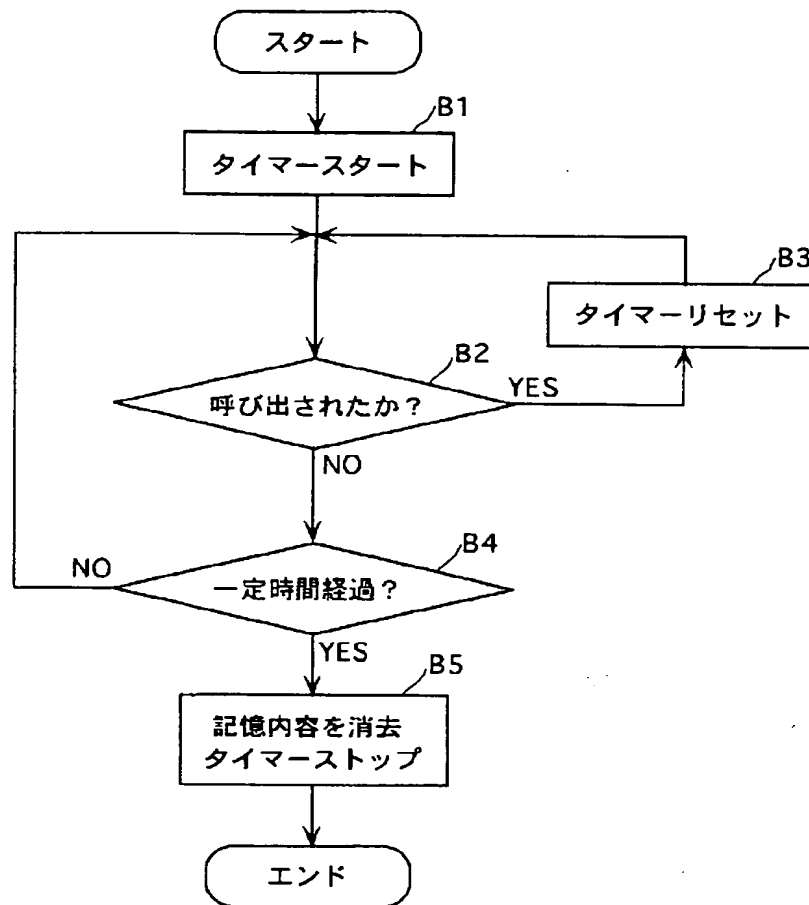 スタート
B1
タイマースタート
B3
タイマーリセット
B2
呼び出されたか?
YES
NO
B4
NO
一定時間経過?
YES
B5
記憶内容を消去
タイマーストップ
エンド